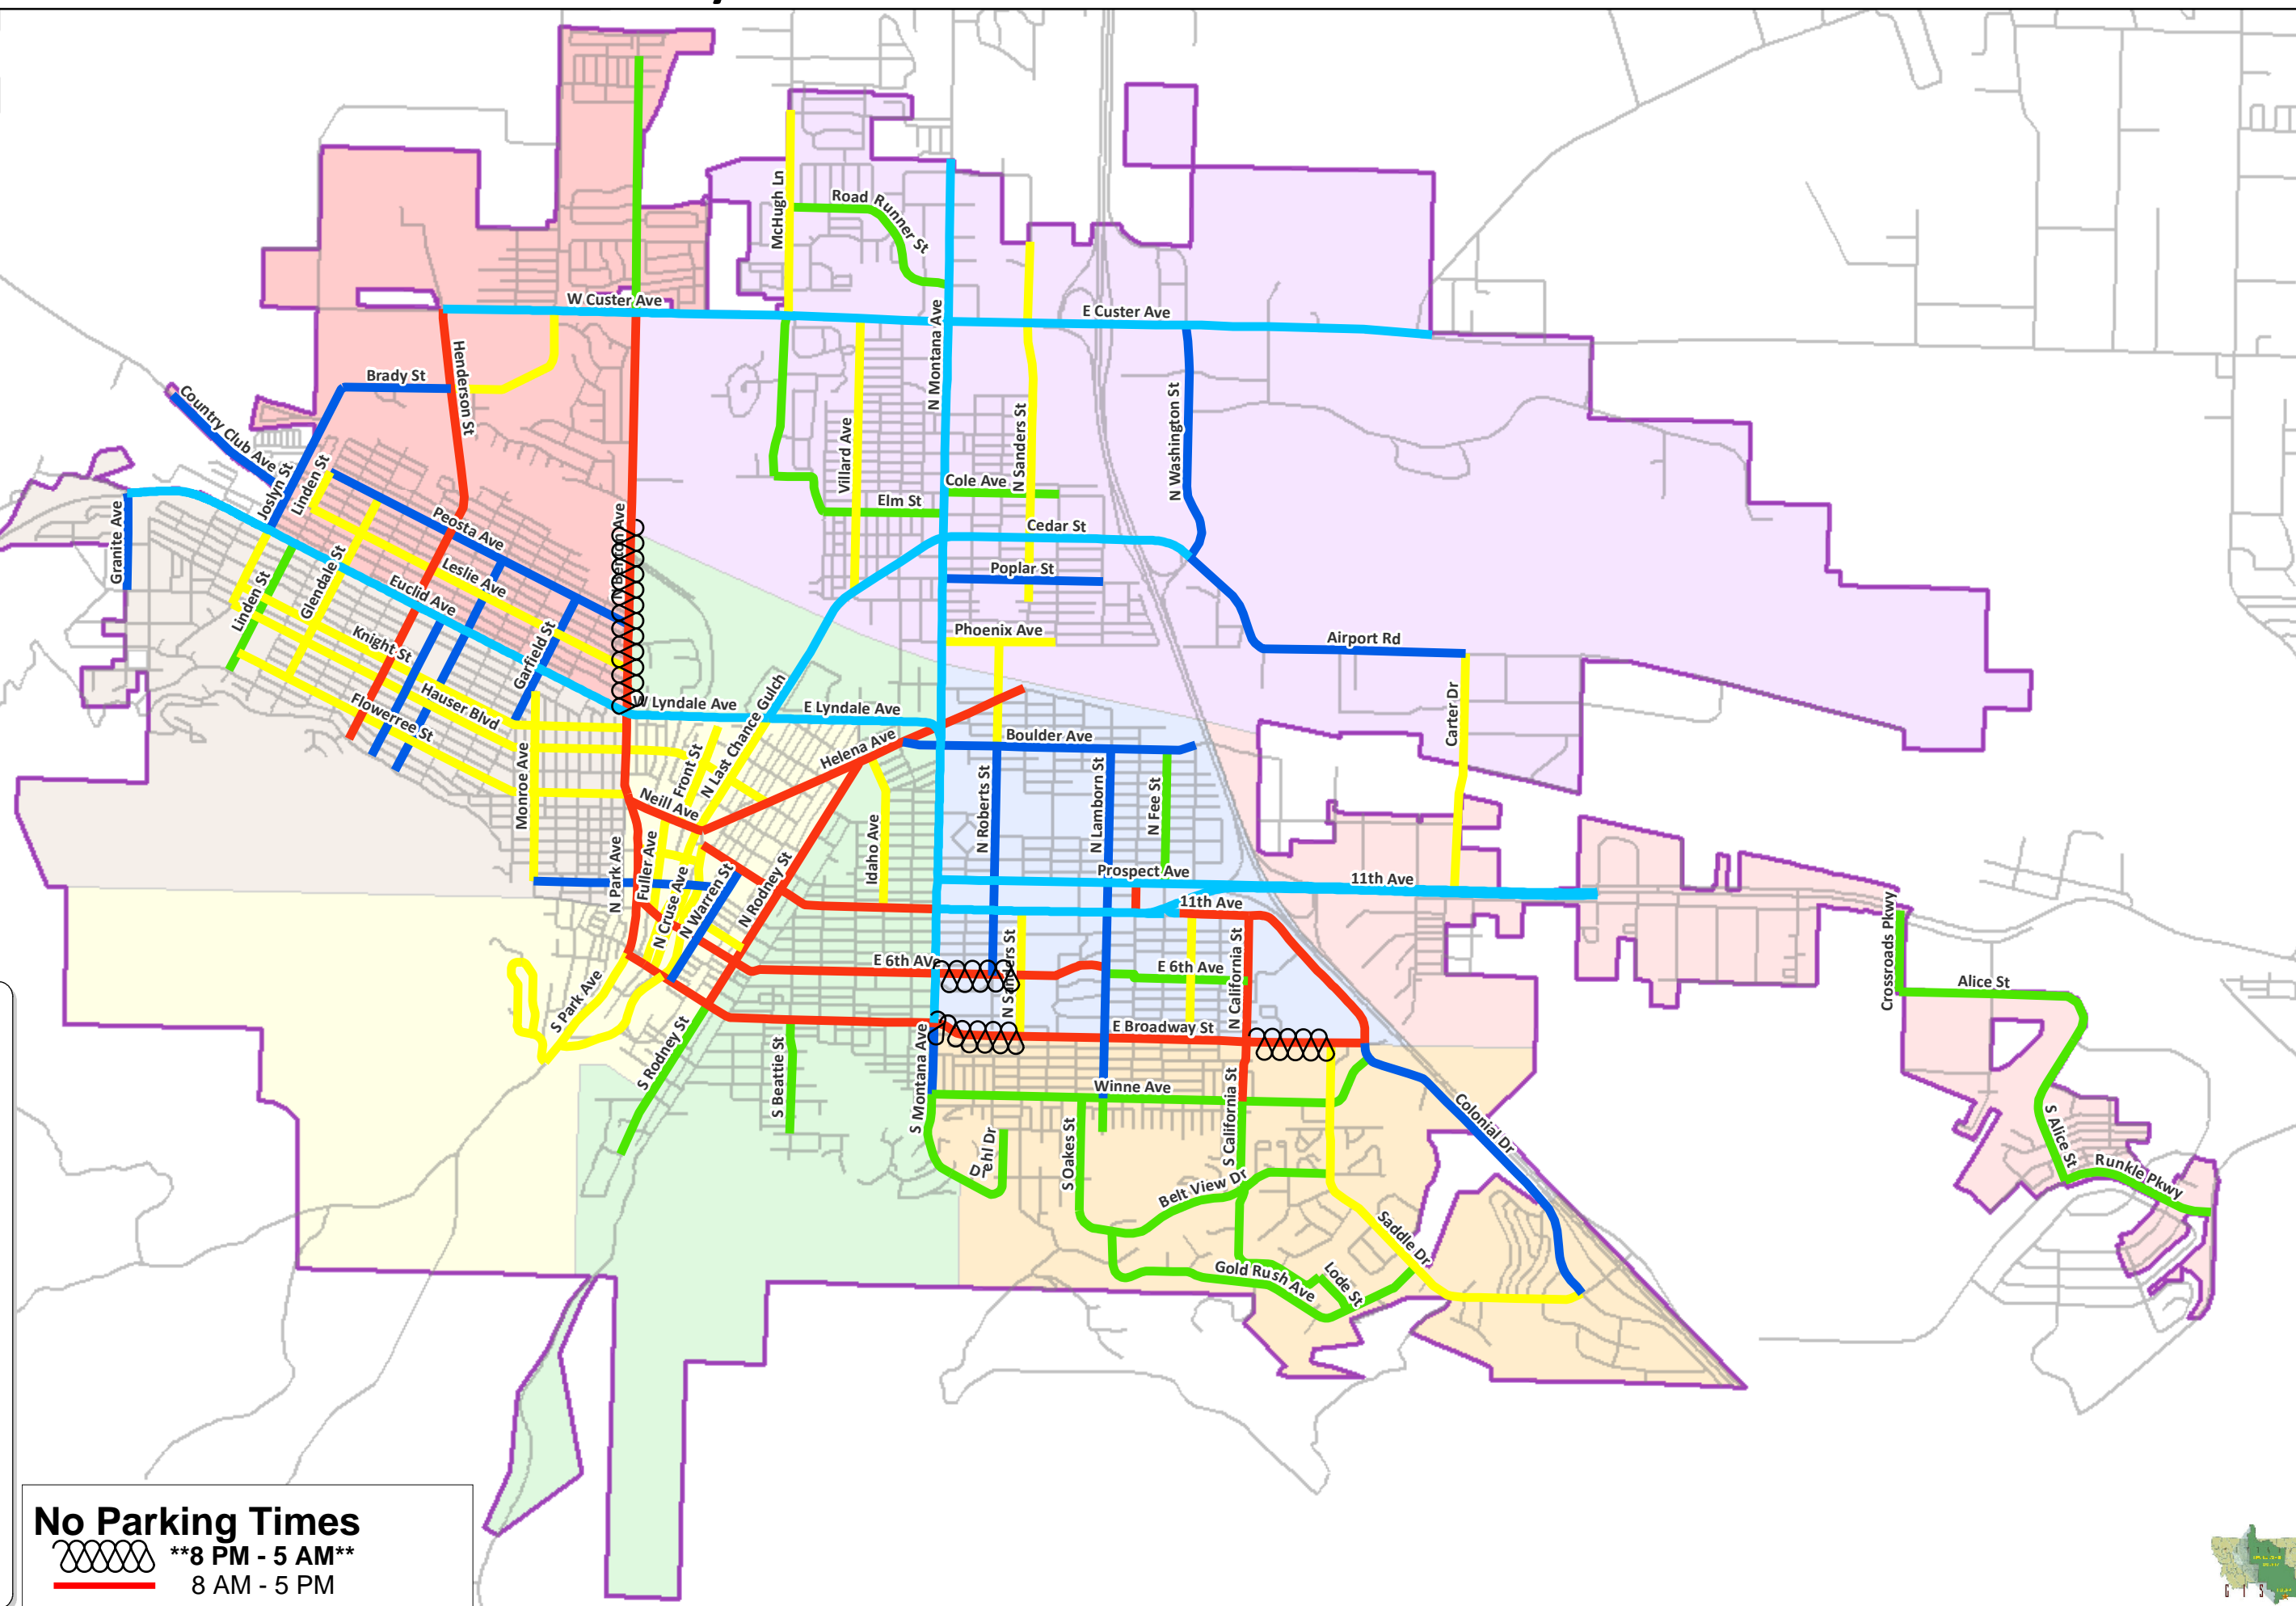 McHugh Ln
Road Runner St
W Custer Ave
E Custer Ave
N Montana Ave
Henderson St
Brady St
Country Club Ave
Joslyn St
Linden St
Villard Ave
N Sanders St
N Washington St
Cole Ave
Elm St
Granite Ave
Peosta Ave
N Benton Ave
Cedar St
Leslie Ave
Poplar St
Glendale St
Euclid Ave
Linden St
Knight St
Garfield St
Phoenix Ave
Airport Rd
Hauser Blvd
Flowerree St
W Lyndale Ave
E Lyndale Ave
N Last Chance Gulch
Carter Dr
Boulder Ave
Helena Ave
Front St
Monroe Ave
Neill Ave
N Roberts St
N Lamborn St
N Fee St
Idaho Ave
N Park Ave
Fuller Ave
Prospect Ave
11th Ave
N Warren St
N Rodney St
N Cruse Ave
11th Ave
Crossroads Pkwy
E 6th Ave
N Sanders St
E 6th Ave
N California St
Alice St
S Park Ave
E Broadway St
S Rodney St
S Beattie St
S Montana Ave
Winne Ave
S California St
Colonial Dr
S Alice St
S Oakes St
Belt View Dr
Runkle Pkwy
Saddle Dr
Gold Rush Ave
Lode St
No Parking Times
**8 PM - 5 AM**
8 AM - 5 PM
G I S